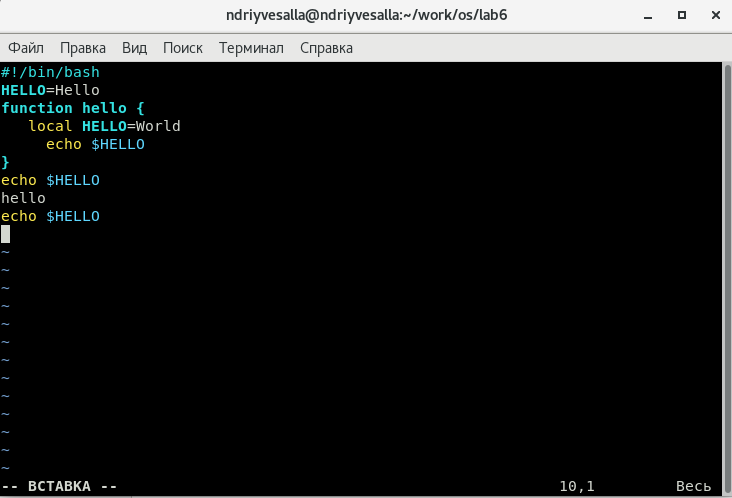 ndriyvesalla@ndriyvesalla:~/work/os/lab6
Файл Правка Вид Поиск Терминал Справка
#!/bin/bash
HELLO=Hello
function hello {
   local HELLO=World
     echo $HELLO
}
echo $HELLO
hello
echo $HELLO
~
~
~
~
~
~
~
~
~
~
~
~
~
-- ВСТАВКА -- 10,1 Весь